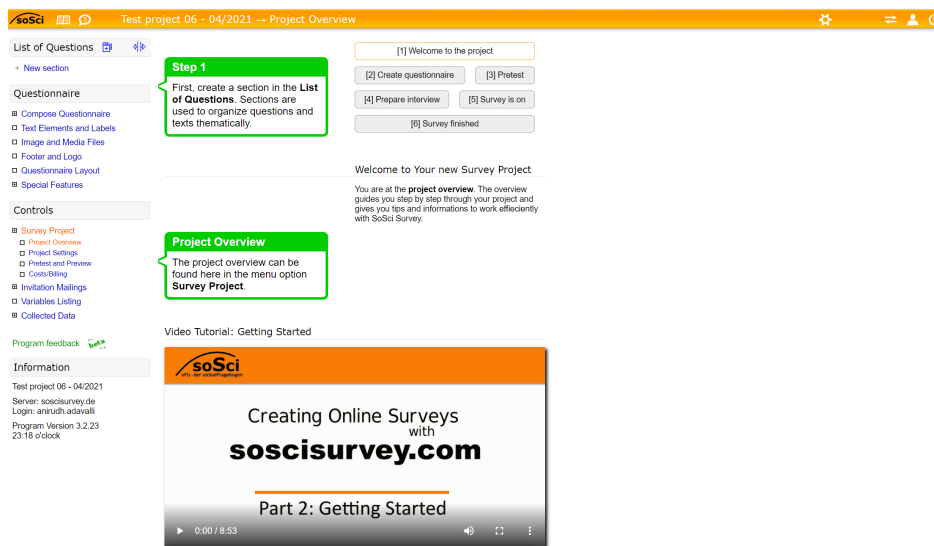 soSci
Test project 06 - 04/2021 → Project Overview
List of Questions
+ New section
Questionnaire
Compose Questionnaire
Text Elements and Labels
Image and Media Files
Footer and Logo
Questionnaire Layout
Special Features
Controls
Survey Project
Project Overview
Project Settings
Pretest and Preview
Costs/Billing
Invitation Mailings
Variables Listing
Collected Data
Program feedback beta
Information
Test project 06 - 04/2021
Server: soscisurvey.de
Login: anirudh.adavalli
Program Version 3.2.23
23:18 o'clock
Step 1
First, create a section in the List
of Questions. Sections are
used to organize questions and
texts thematically.
[1] Welcome to the project
[2] Create questionnaire
[3] Pretest
[4] Prepare interview
[5] Survey is on
[6] Survey finished
Welcome to Your new Survey Project
You are at the project overview. The overview
guides you step by step through your project and
gives you tips and informations to work effieciently
with SoSci Survey.
Project Overview
The project overview can be
found here in the menu option
Survey Project.
Video Tutorial: Getting Started
soSci
oFb - der onlineFragebogen
Creating Online Surveys
with
soscisurvey.com
Part 2: Getting Started
0:00 / 8:53